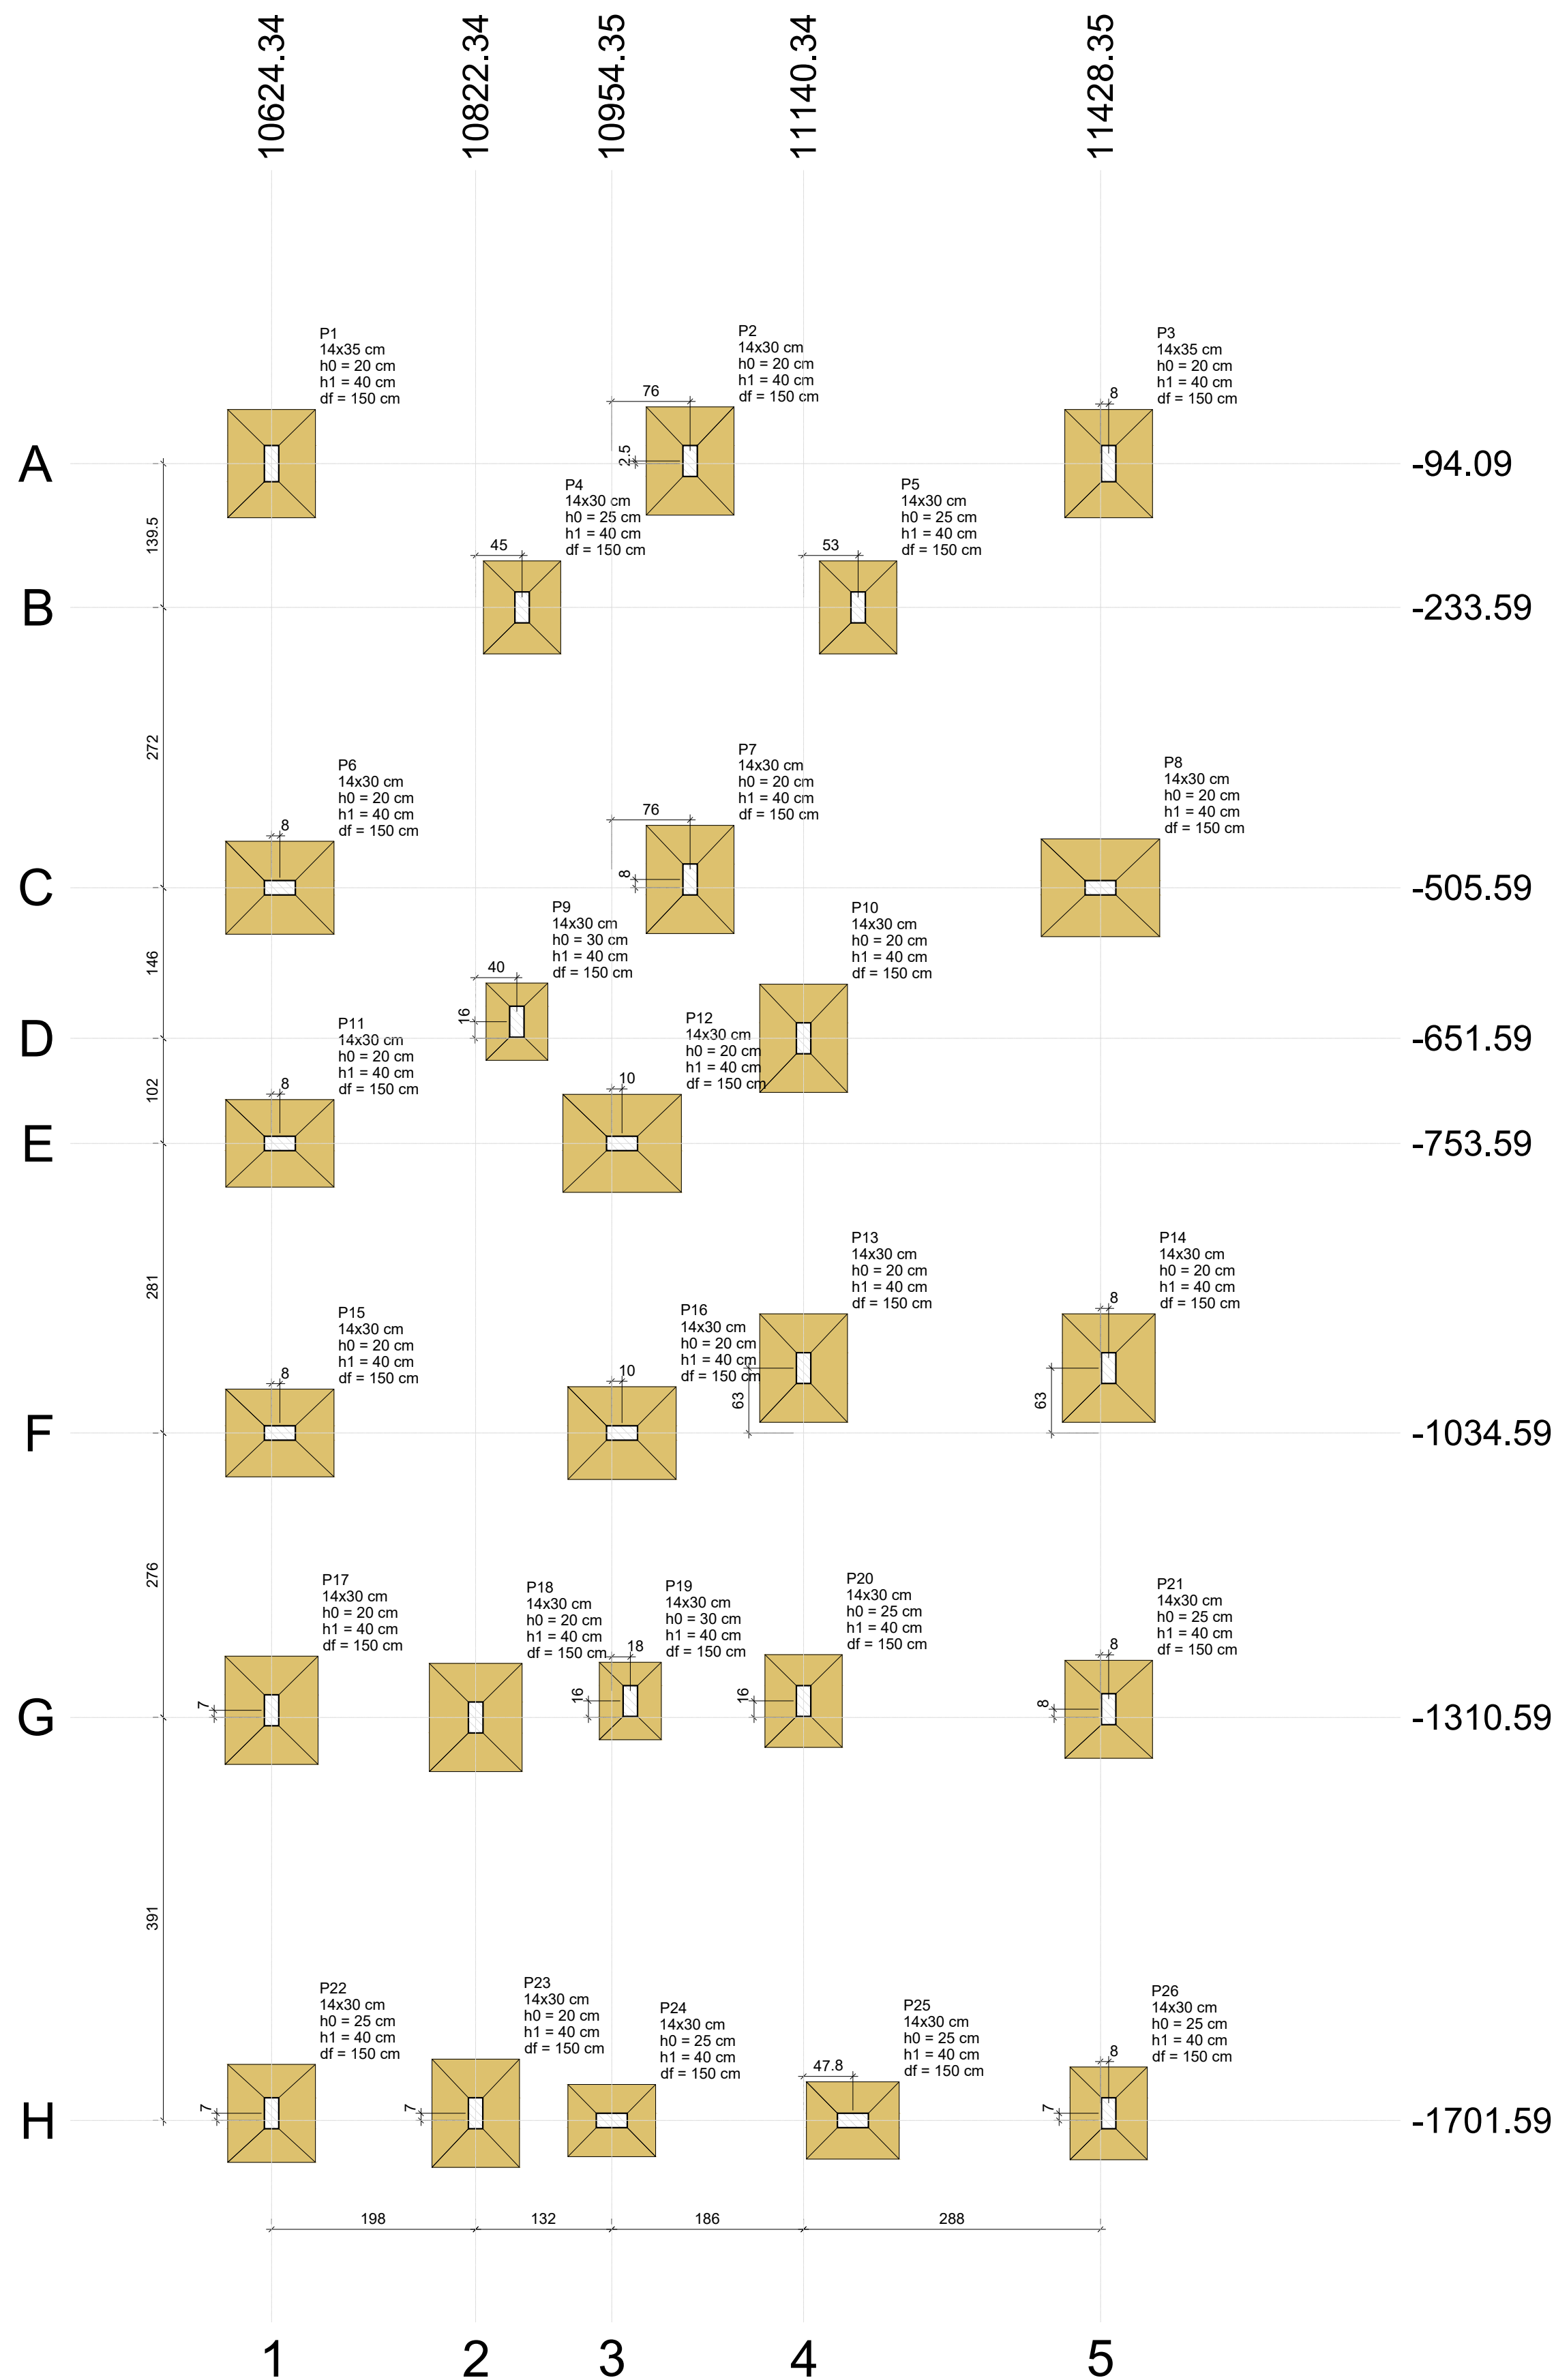 10624.34
10822.34
10954.35
11140.34
11428.35
P1
14x35 cm
h0 = 20 cm
h1 = 40 cm
df = 150 cm
P2
14x30 cm
h0 = 20 cm
h1 = 40 cm
df = 150 cm
P3
14x35 cm
h0 = 20 cm
h1 = 40 cm
df = 150 cm
76
8
2.5
A
-94.09
139.5
P4
14x30 cm
h0 = 25 cm
h1 = 40 cm
df = 150 cm
P5
14x30 cm
h0 = 25 cm
h1 = 40 cm
df = 150 cm
45
53
B
-233.59
272
P6
14x30 cm
h0 = 20 cm
h1 = 40 cm
df = 150 cm
P7
14x30 cm
h0 = 20 cm
h1 = 40 cm
df = 150 cm
P8
14x30 cm
h0 = 20 cm
h1 = 40 cm
df = 150 cm
8
76
8
C
-505.59
146
P9
14x30 cm
h0 = 30 cm
h1 = 40 cm
df = 150 cm
P10
14x30 cm
h0 = 20 cm
h1 = 40 cm
df = 150 cm
40
16
D
-651.59
102
P11
14x30 cm
h0 = 20 cm
h1 = 40 cm
df = 150 cm
P12
14x30 cm
h0 = 20 cm
h1 = 40 cm
df = 150 cm
8
10
E
-753.59
281
P13
14x30 cm
h0 = 20 cm
h1 = 40 cm
df = 150 cm
P14
14x30 cm
h0 = 20 cm
h1 = 40 cm
df = 150 cm
8
63
63
P15
14x30 cm
h0 = 20 cm
h1 = 40 cm
df = 150 cm
P16
14x30 cm
h0 = 20 cm
h1 = 40 cm
df = 150 cm
8
10
F
-1034.59
276
P17
14x30 cm
h0 = 20 cm
h1 = 40 cm
df = 150 cm
P18
14x30 cm
h0 = 20 cm
h1 = 40 cm
df = 150 cm
P19
14x30 cm
h0 = 30 cm
h1 = 40 cm
df = 150 cm
P20
14x30 cm
h0 = 25 cm
h1 = 40 cm
df = 150 cm
P21
14x30 cm
h0 = 25 cm
h1 = 40 cm
df = 150 cm
18
8
7
16
16
8
G
-1310.59
391
P22
14x30 cm
h0 = 25 cm
h1 = 40 cm
df = 150 cm
P23
14x30 cm
h0 = 20 cm
h1 = 40 cm
df = 150 cm
P24
14x30 cm
h0 = 25 cm
h1 = 40 cm
df = 150 cm
P25
14x30 cm
h0 = 25 cm
h1 = 40 cm
df = 150 cm
P26
14x30 cm
h0 = 25 cm
h1 = 40 cm
df = 150 cm
47.8
8
7
7
7
H
-1701.59
198
132
186
288
1
2
3
4
5